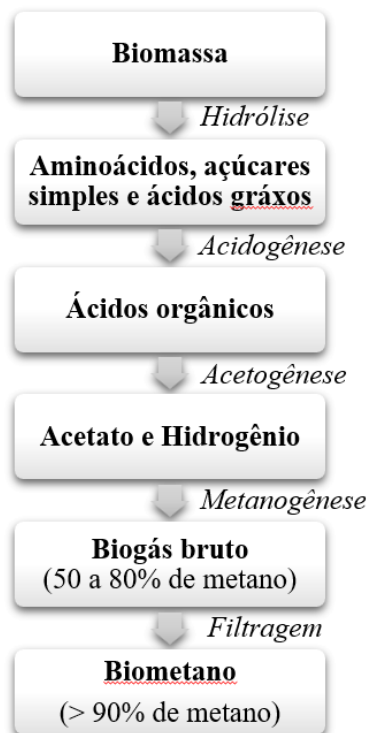 Biomassa
Hidrólise
Aminoácidos, açúcares
simples e ácidos gráxos
Acidogênese
Ácidos orgânicos
Acetogênese
Acetato e Hidrogênio
Metanogênese
Biogás bruto
(50 a 80% de metano)
Filtragem
Biometano
(> 90% de metano)